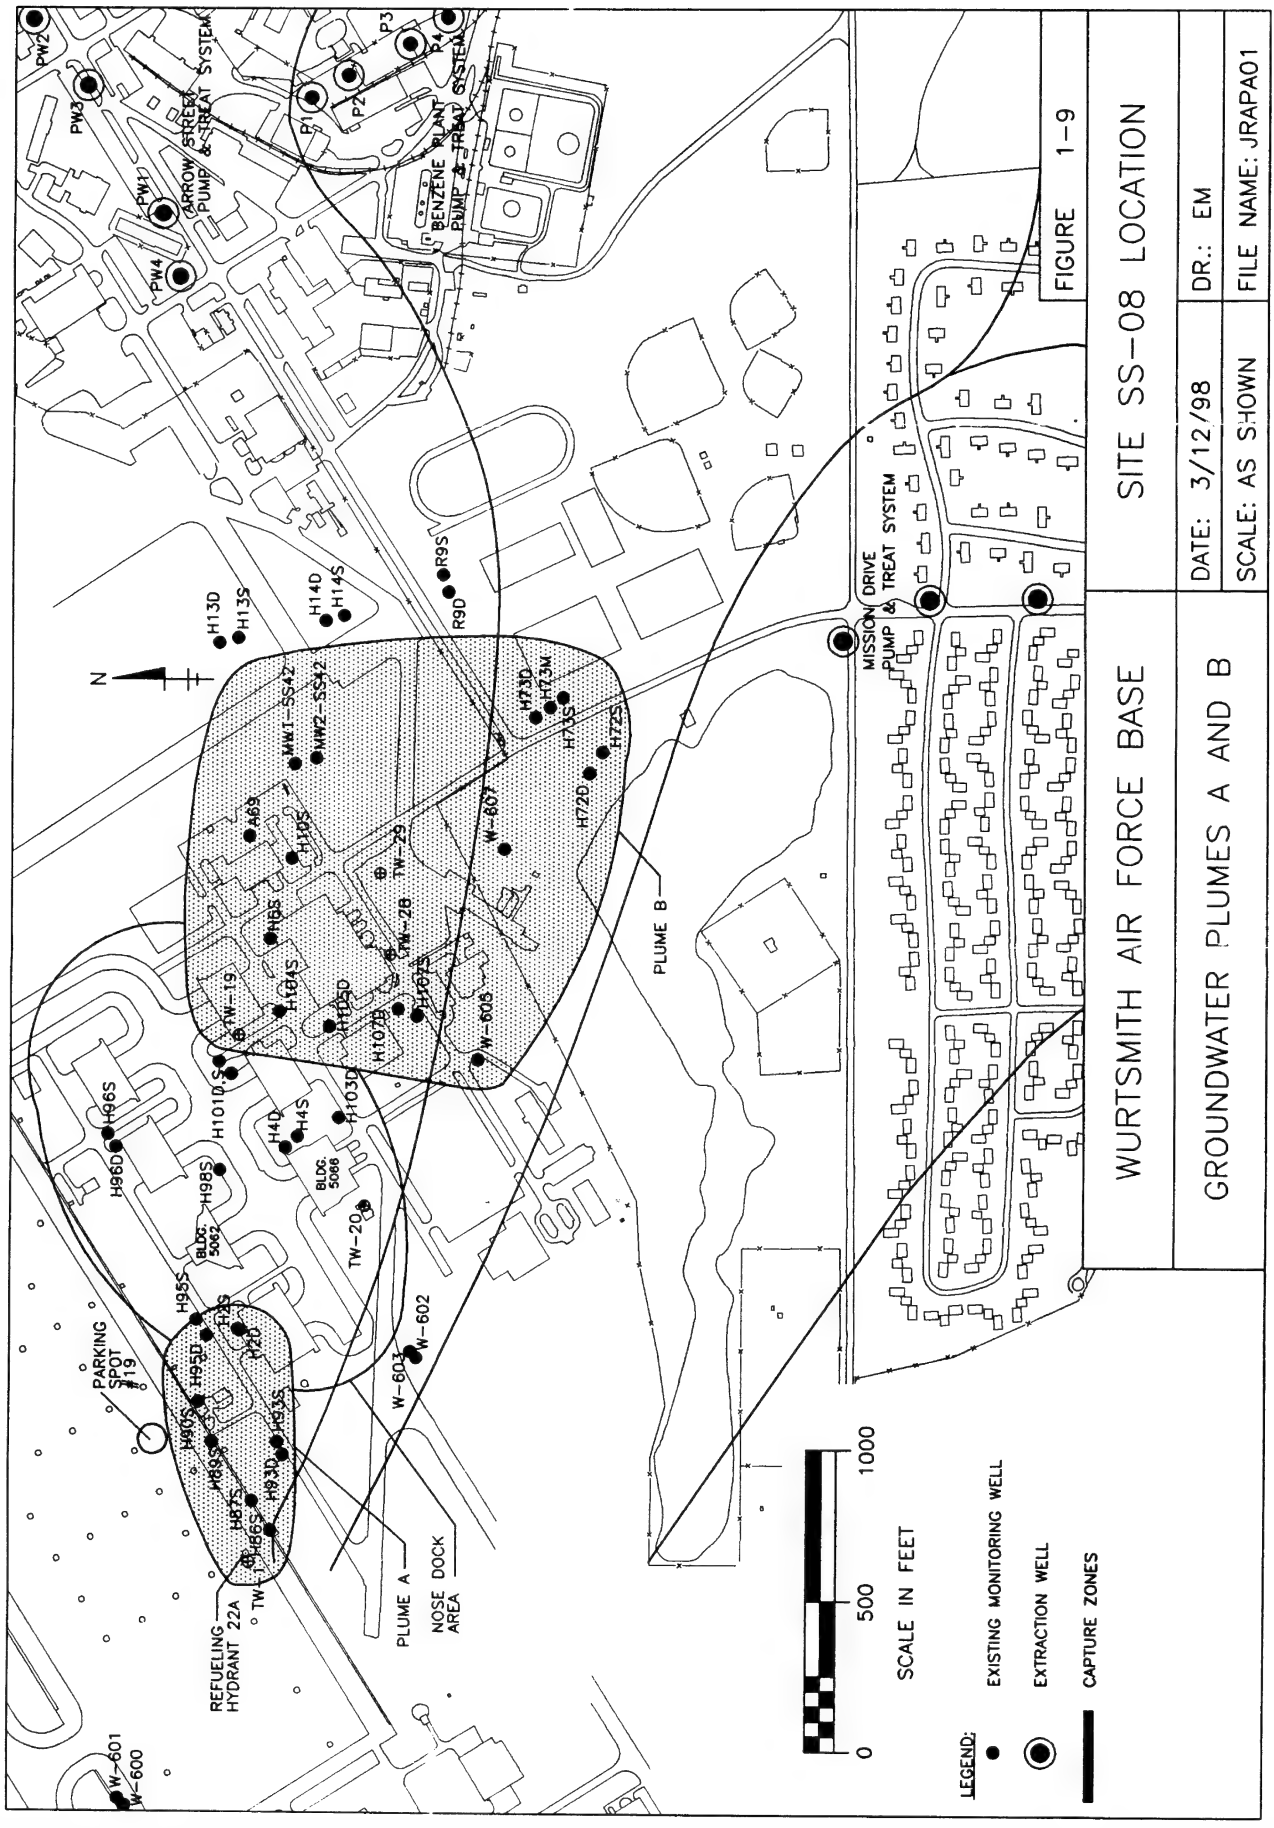 PW2
PW3
PW1
PW4
ARROW STREET
PUMP & TREAT SYSTEM
P1
P2
P3
P4
BENZENE PLANT
PUMP & TREAT SYSTEM
N
H13D
H13S
H14D
H14S
R9S
R9D
MW1-SS42
MW2-SS42
A69
H10S
H6S
TW-29
TW-28
W-607
H73D
H73M
H73S
H72S
H72D
TW-19
H104S
H105D
H107D
H107S
PLUME B
H101D,S
H103D
H4D
H4S
BLDG.
5066
H96S
H96D
H98S
BLDG.
5062
TW-20
H95S
H95D
H2S
H2D
W-602
W-603
PARKING
SPOT
#19
H90S
H89S
H93S
H93D
H87S
H86S
TW-1
REFUELING
HYDRANT 22A
PLUME A
NOSE DOCK
AREA
W-601
W-600
MISSION DRIVE
PUMP & TREAT SYSTEM
0
500
1000
SCALE IN FEET
LEGEND:
EXISTING MONITORING WELL
EXTRACTION WELL
CAPTURE ZONES
FIGURE 1-9
WURTSMITH AIR FORCE BASE
SITE SS-08 LOCATION
GROUNDWATER PLUMES A AND B
DATE: 3/12/98
DR.: EM
SCALE: AS SHOWN
FILE NAME: JRAPA01